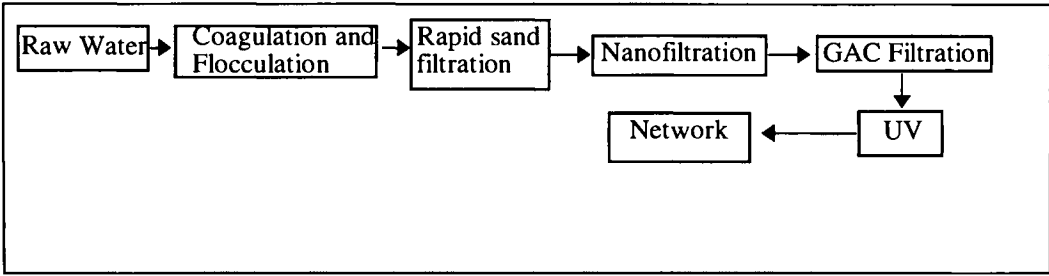 Raw Water
Coagulation and
Flocculation
Rapid sand
filtration
Nanofiltration
GAC Filtration
Network
UV